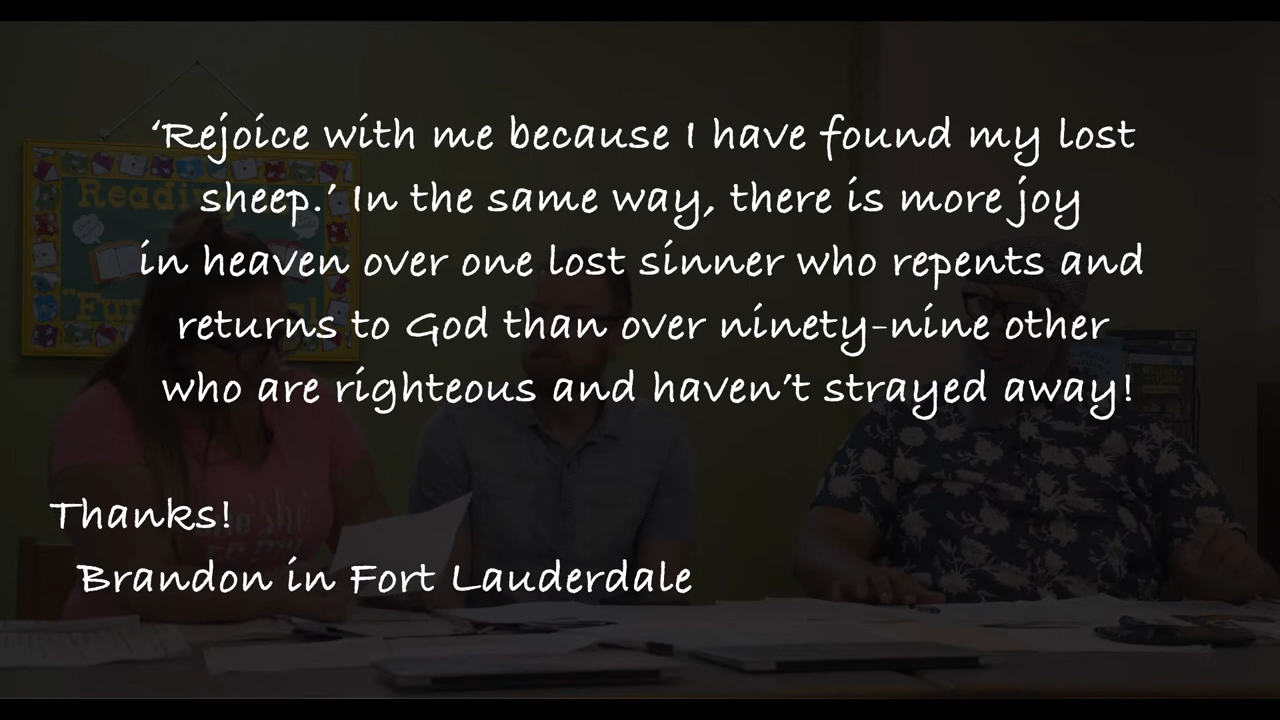 ‘Rejoice with me because I have found my lost
sheep.’ In the same way, there is more joy
in heaven over one lost sinner who repents and
returns to God than over ninety-nine other
who are righteous and haven’t strayed away!
Thanks!
Brandon in Fort Lauderdale
Reading